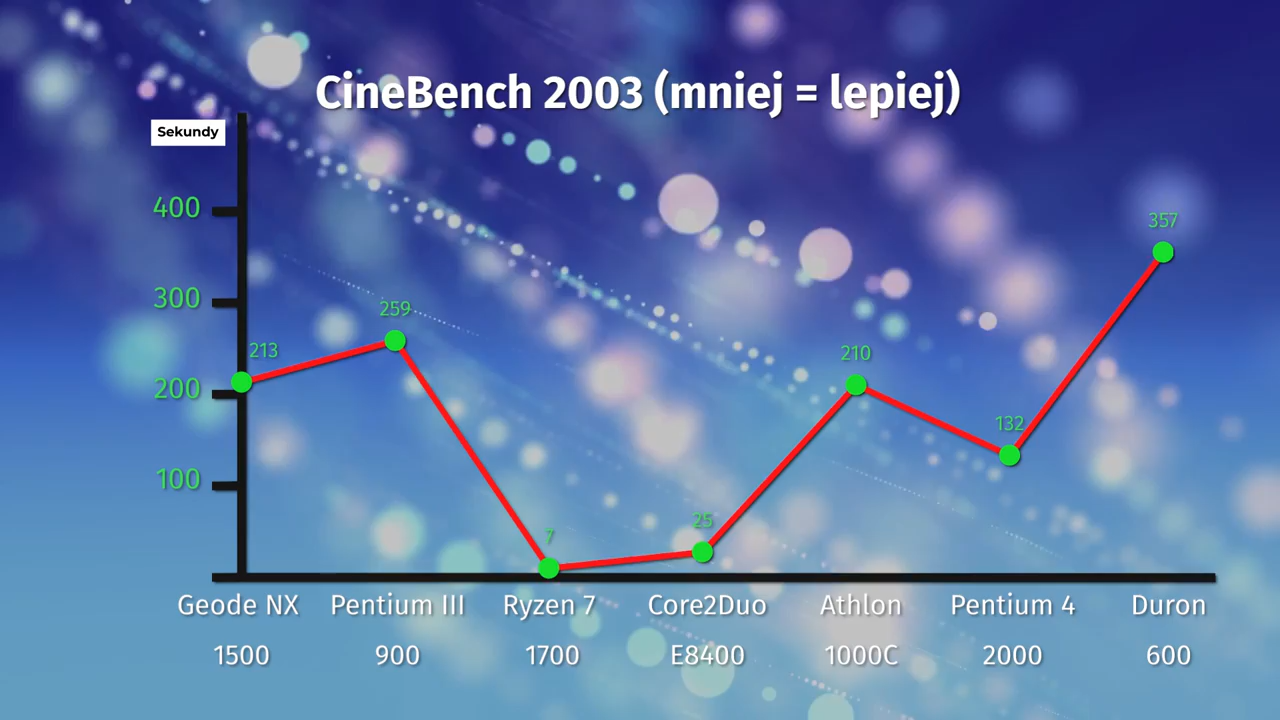 CineBench 2003 (mniej = lepiej)
Sekundy
400
300
200
100
213
259
7
25
210
132
357
Geode NX Pentium III Ryzen 7 Core2Duo Athlon Pentium 4 Duron
1500 900 1700 E8400 1000C 2000 600